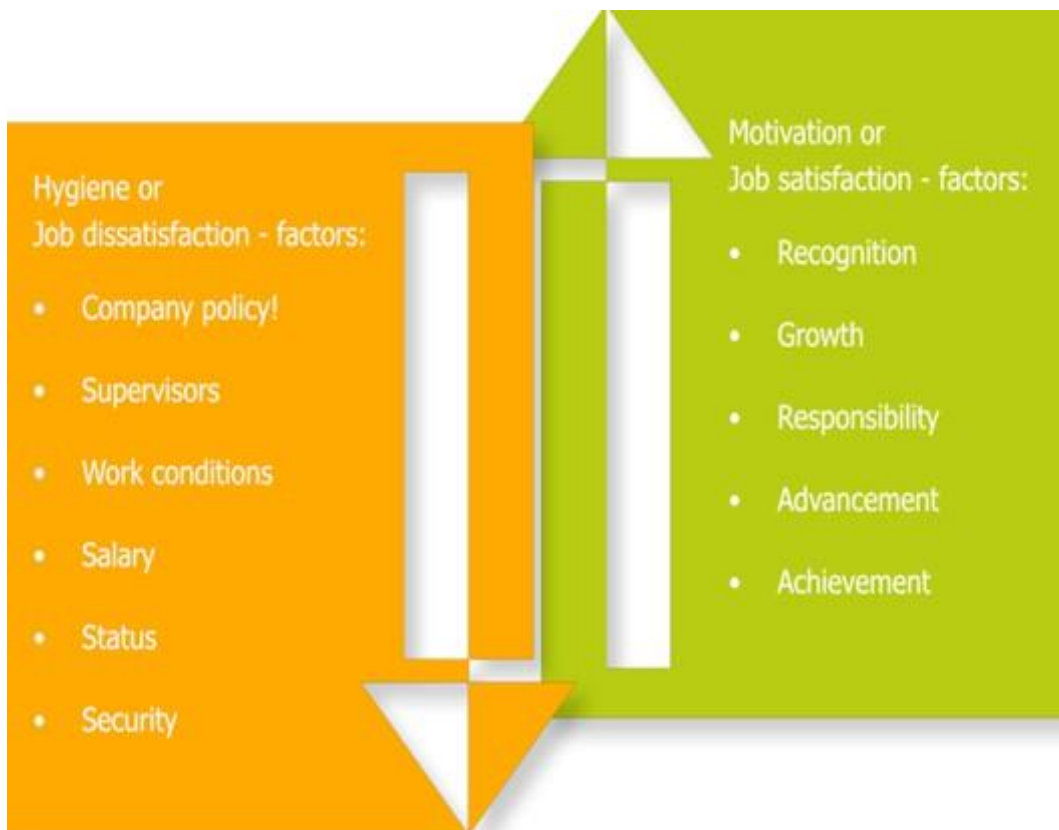 Hygiene or
Job dissatisfaction - factors:
• Company policy!
• Supervisors
• Work conditions
• Salary
• Status
• Security
Motivation or
Job satisfaction - factors:
• Recognition
• Growth
• Responsibility
• Advancement
• Achievement